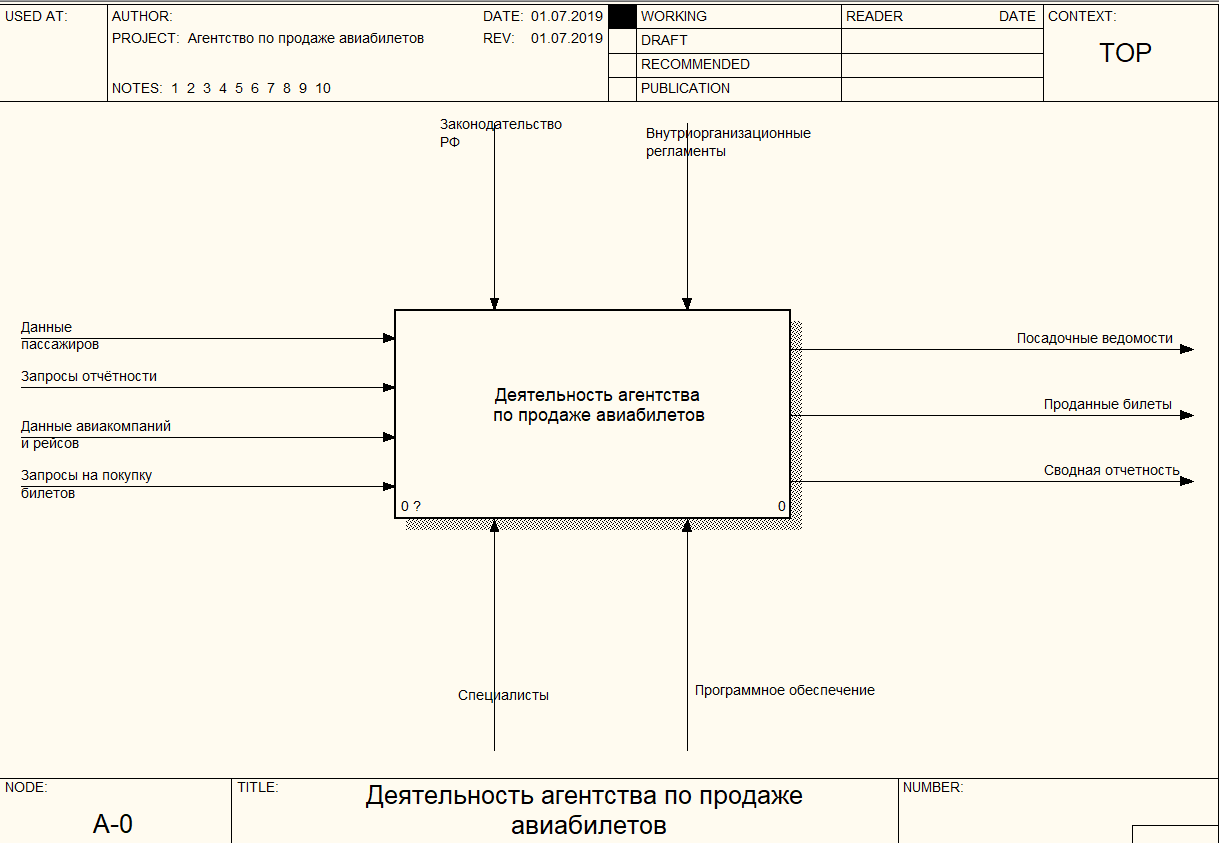 USED AT:
AUTHOR:
DATE: 01.07.2019
PROJECT: Агентство по продаже авиабилетов
REV: 01.07.2019
NOTES: 1 2 3 4 5 6 7 8 9 10
WORKING
DRAFT
RECOMMENDED
PUBLICATION
READER DATE
CONTEXT:
TOP
Законодательство
РФ
Внутриорганизационные
регламенты
Данные
пассажиров
Запросы отчётности
Данные авиакомпаний
и рейсов
Запросы на покупку
билетов
Деятельность агентства
по продаже авиабилетов
0 ?
0
Посадочные ведомости
Проданные билеты
Сводная отчетность
Специалисты
Программное обеспечение
NODE:
A-0
TITLE:
Деятельность агентства по продаже
авиабилетов
NUMBER: